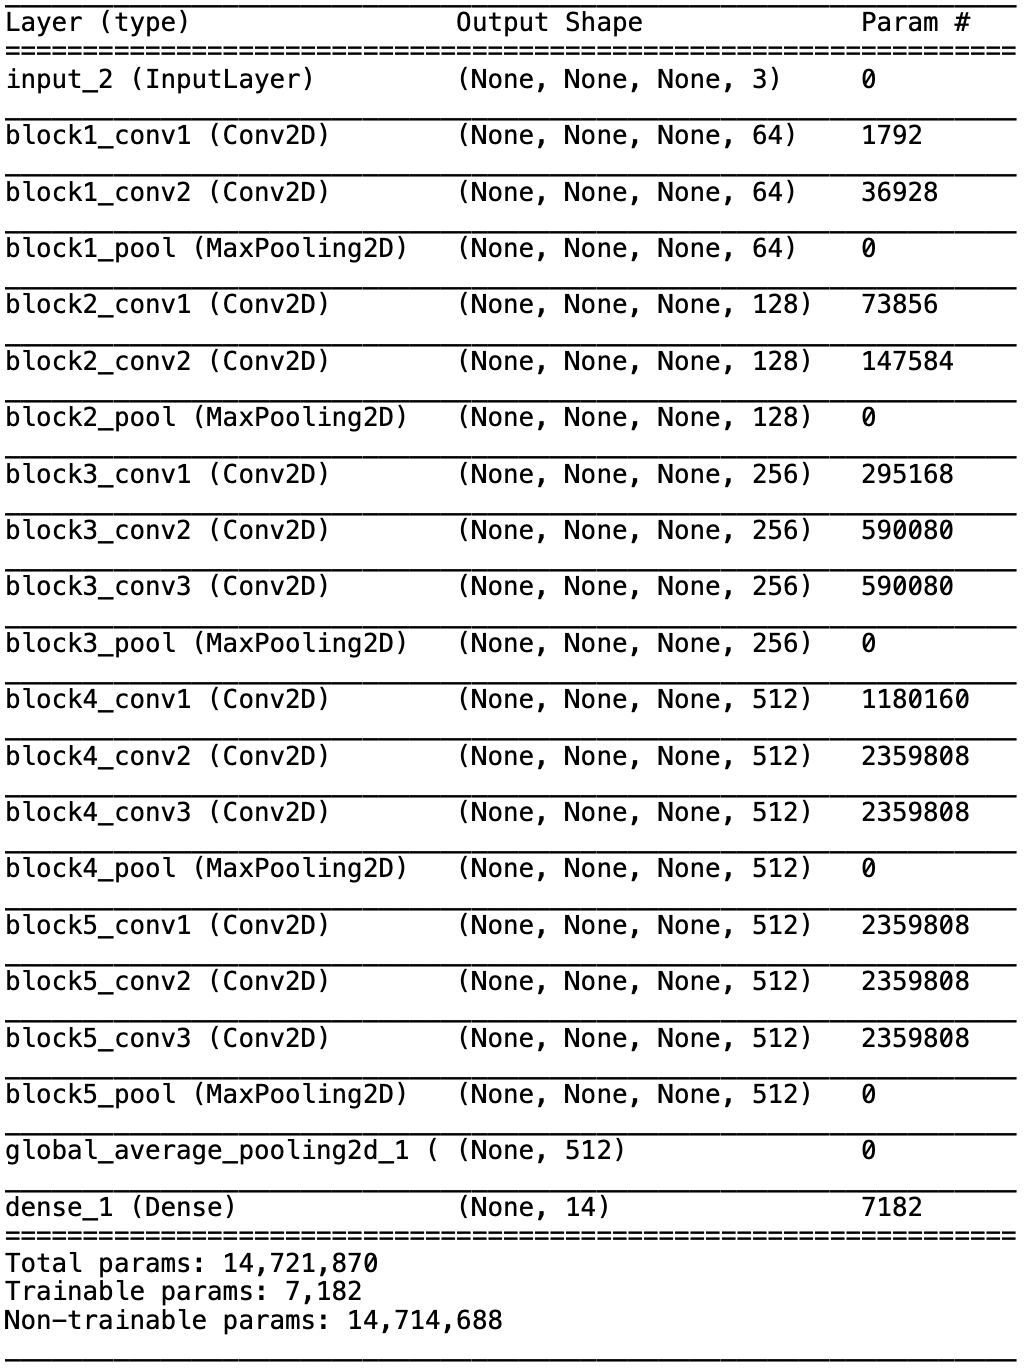 Layer (type) Output Shape Param #
=================================================================
input_2 (InputLayer) (None, None, None, 3) 0
block1_conv1 (Conv2D) (None, None, None, 64) 1792
block1_conv2 (Conv2D) (None, None, None, 64) 36928
block1_pool (MaxPooling2D) (None, None, None, 64) 0
block2_conv1 (Conv2D) (None, None, None, 128) 73856
block2_conv2 (Conv2D) (None, None, None, 128) 147584
block2_pool (MaxPooling2D) (None, None, None, 128) 0
block3_conv1 (Conv2D) (None, None, None, 256) 295168
block3_conv2 (Conv2D) (None, None, None, 256) 590080
block3_conv3 (Conv2D) (None, None, None, 256) 590080
block3_pool (MaxPooling2D) (None, None, None, 256) 0
block4_conv1 (Conv2D) (None, None, None, 512) 1180160
block4_conv2 (Conv2D) (None, None, None, 512) 2359808
block4_conv3 (Conv2D) (None, None, None, 512) 2359808
block4_pool (MaxPooling2D) (None, None, None, 512) 0
block5_conv1 (Conv2D) (None, None, None, 512) 2359808
block5_conv2 (Conv2D) (None, None, None, 512) 2359808
block5_conv3 (Conv2D) (None, None, None, 512) 2359808
block5_pool (MaxPooling2D) (None, None, None, 512) 0
global_average_pooling2d_1 ( (None, 512) 0
dense_1 (Dense) (None, 14) 7182
=================================================================
Total params: 14,721,870
Trainable params: 7,182
Non-trainable params: 14,714,688